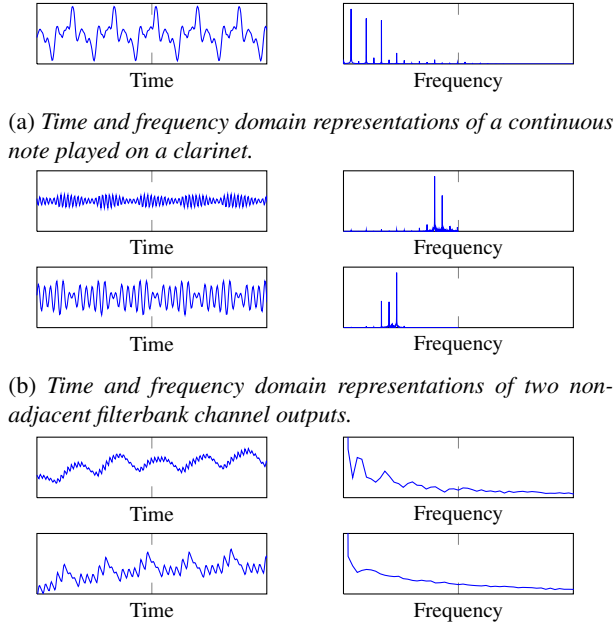 Time Frequency
(a) Time and frequency domain representations of a continuous
note played on a clarinet.
Time Frequency
Time Frequency
(b) Time and frequency domain representations of two non-
adjacent filterbank channel outputs.
Time Frequency
Time Frequency